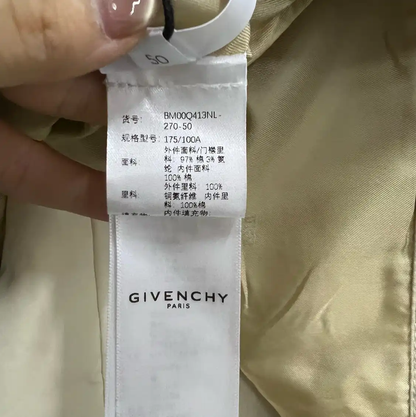 50
货号: BM00Q413NL-
270-50
规格型号: 175/100A
外件面料/门襟里
面料: 料: 97% 棉 3% 氨
纶 内件面料
100% 棉
外件里料: 100%
里料: 铜氨纤维 内件里
料: 100% 棉
内件填充物
GIVENCHY
PARIS